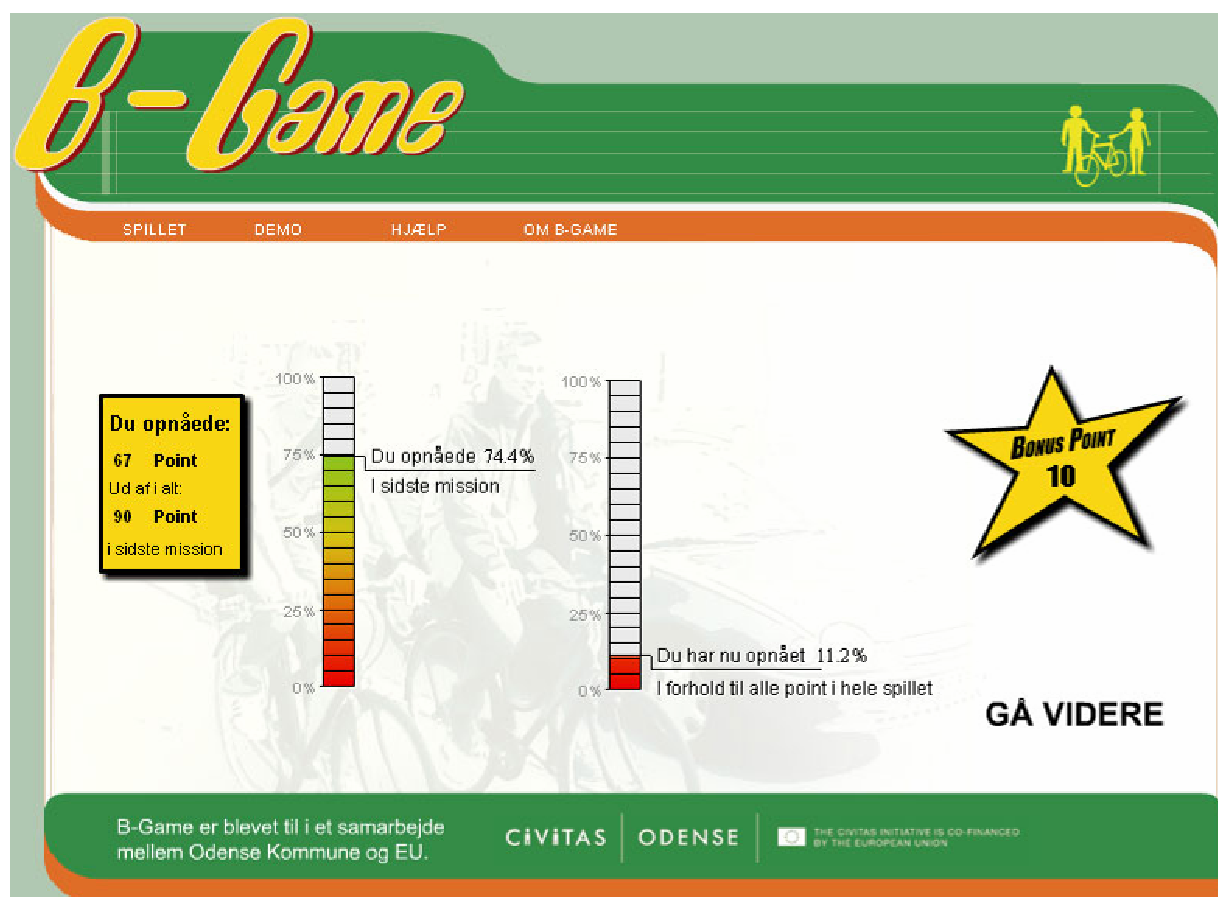 B-Game
SPILLET DEMO HJÆLP OM B-GAME
Du opnåede:
67 Point
Ud af i alt:
90 Point
i sidste mission
100%
75%
50%
25%
0%
Du opnåede 74.4%
I sidste mission
100%
75%
50%
25%
0%
Du har nu opnået 11.2%
I forhold til alle point i hele spillet
BONUS POINT
10
GÅ VIDERE
B-Game er blevet til i et samarbejde
mellem Odense Kommune og EU.
CiViTAS
ODENSE
THE CIVITAS INITIATIVE IS CO-FINANCED
BY THE EUROPEAN UNION